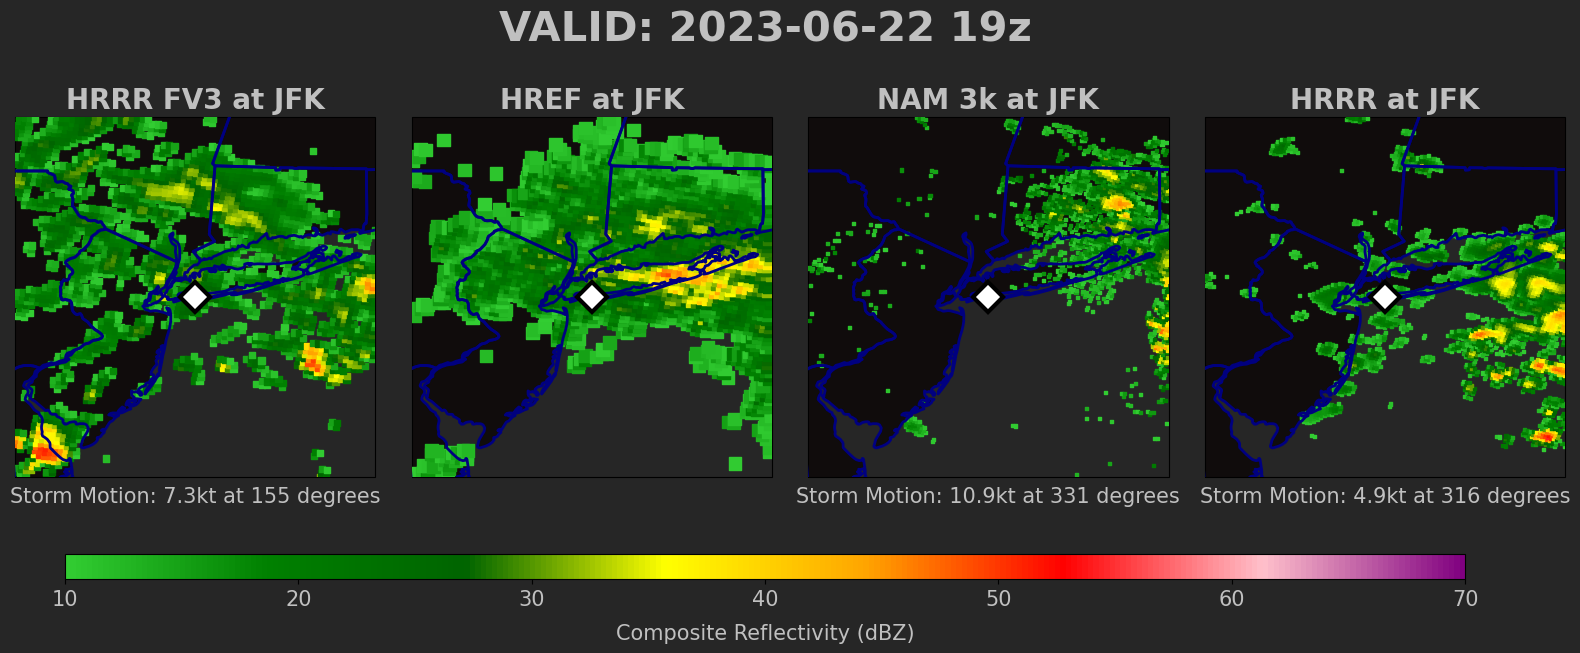 VALID: 2023-06-22 19z
HRRR FV3 at JFK
HREF at JFK
NAM 3k at JFK
HRRR at JFK
Storm Motion: 7.3kt at 155 degrees
Storm Motion: 10.9kt at 331 degrees
Storm Motion: 4.9kt at 316 degrees
10 20 30 40 50 60 70
Composite Reflectivity (dBZ)